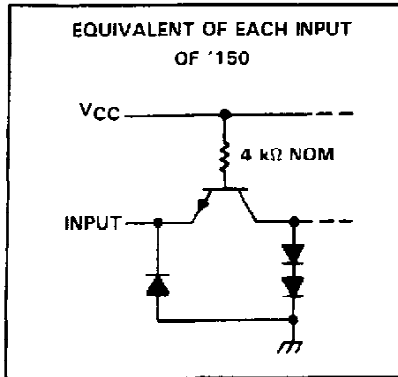 EQUIVALENT OF EACH INPUT
OF '150
VCC
4 kΩ NOM
INPUT